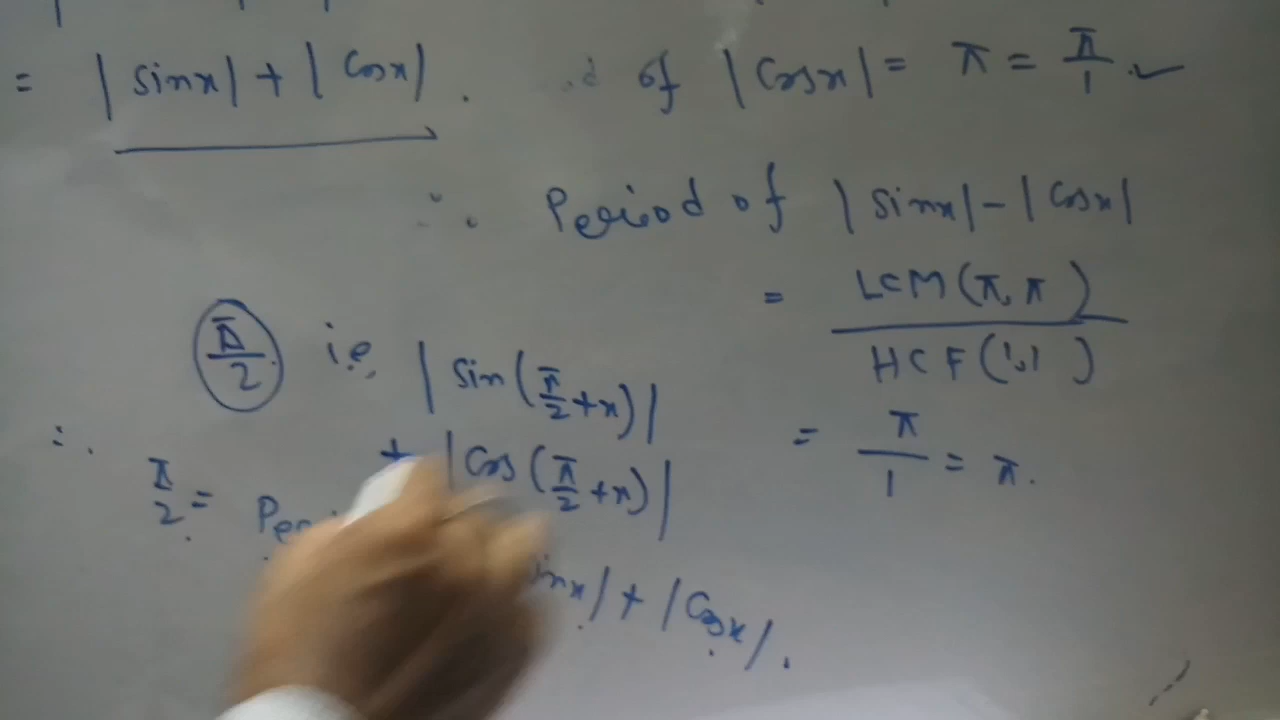 = |sinx| + |Cosx|.
of |Cosx| = π = π/1 ✓
∴ Period of |sinx| - |Cosx|
= LCM(π, π) / HCF(1,1)
= π/1 = π.
π/2 i.e. |sin(π/2+x)|
+ |Cos(π/2+x)|
∴ π/2 =
inx| + |Cosx|.